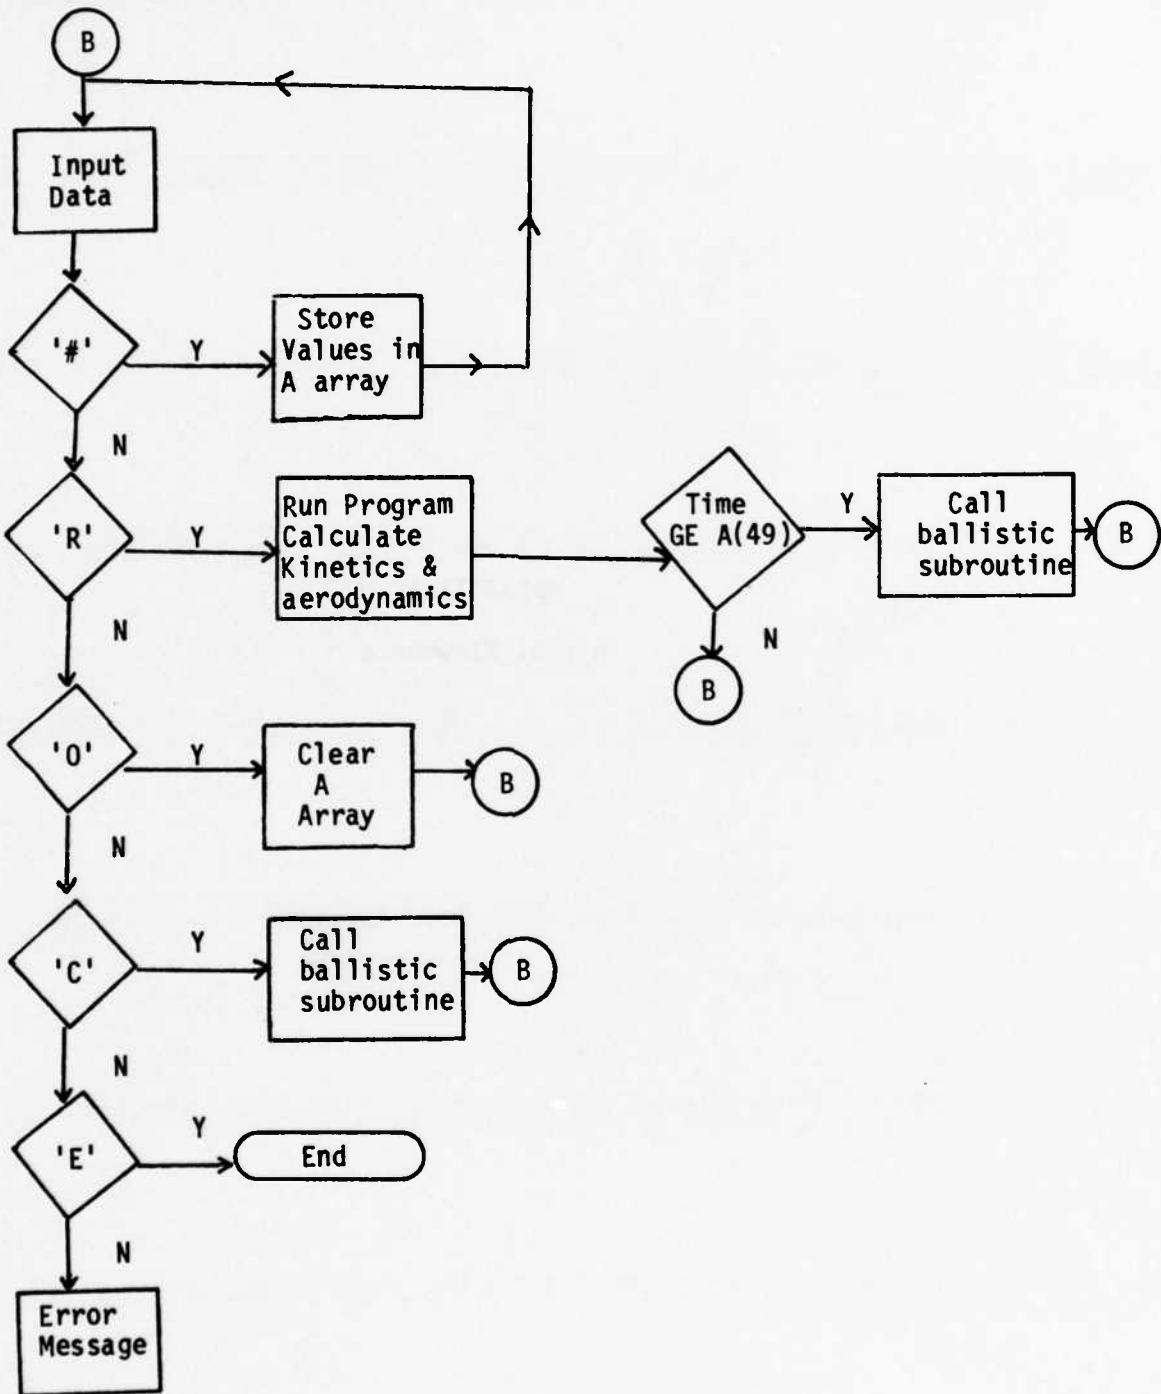 B
Input
Data
'#'
Y
Store
Values in
A array
N
'R'
Y
Run Program
Calculate
Kinetics &
aerodynamics
Time
GE A(49)
Y
Call
ballistic
subroutine
B
N
B
N
'O'
Y
Clear
A
Array
B
N
'C'
Y
Call
ballistic
subroutine
B
N
'E'
Y
End
N
Error
Message